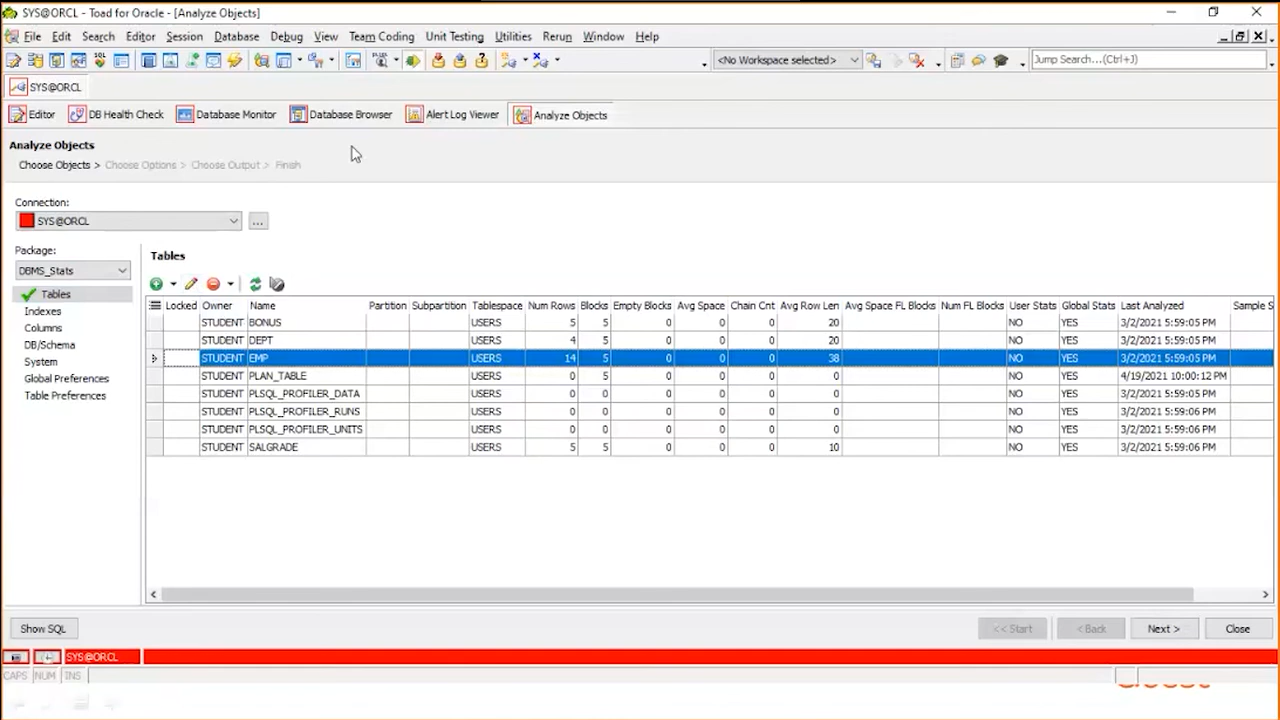 SYS@ORCL - Toad for Oracle - [Analyze Objects]
File Edit Search Editor Session Database Debug View Team Coding Unit Testing Utilities Rerun Window Help
<No Workspace selected> Jump Search...(Ctrl+J)
SYS@ORCL
Editor DB Health Check Database Monitor Database Browser Alert Log Viewer Analyze Objects
Analyze Objects
Choose Objects > Choose Options > Choose Output > Finish
Connection:
SYS@ORCL ...
Package:
DBMS_Stats
Tables
Indexes
Columns
DB/Schema
System
Global Preferences
Table Preferences
Tables
Locked Owner Name Partition Subpartition Tablespace Num Rows Blocks Empty Blocks Avg Space Chain Cnt Avg Row Len Avg Space FL Blocks Num FL Blocks User Stats Global Stats Last Analyzed Sample S
STUDENT BONUS USERS 5 5 0 0 0 20 NO YES 3/2/2021 5:59:05 PM
STUDENT DEPT USERS 4 5 0 0 0 20 NO YES 3/2/2021 5:59:05 PM
STUDENT EMP USERS 14 5 0 0 0 38 NO YES 3/2/2021 5:59:05 PM
STUDENT PLAN_TABLE USERS 0 5 0 0 0 0 NO YES 4/19/2021 10:00:12 PM
STUDENT PLSQL_PROFILER_DATA USERS 0 0 0 0 0 0 NO YES 3/2/2021 5:59:05 PM
STUDENT PLSQL_PROFILER_RUNS USERS 0 0 0 0 0 0 NO YES 3/2/2021 5:59:06 PM
STUDENT PLSQL_PROFILER_UNITS USERS 0 0 0 0 0 0 NO YES 3/2/2021 5:59:06 PM
STUDENT SALGRADE USERS 5 5 0 0 0 10 NO YES 3/2/2021 5:59:06 PM
Show SQL << Start < Back Next > Close
SYS@ORCL
CAPS NUM INS